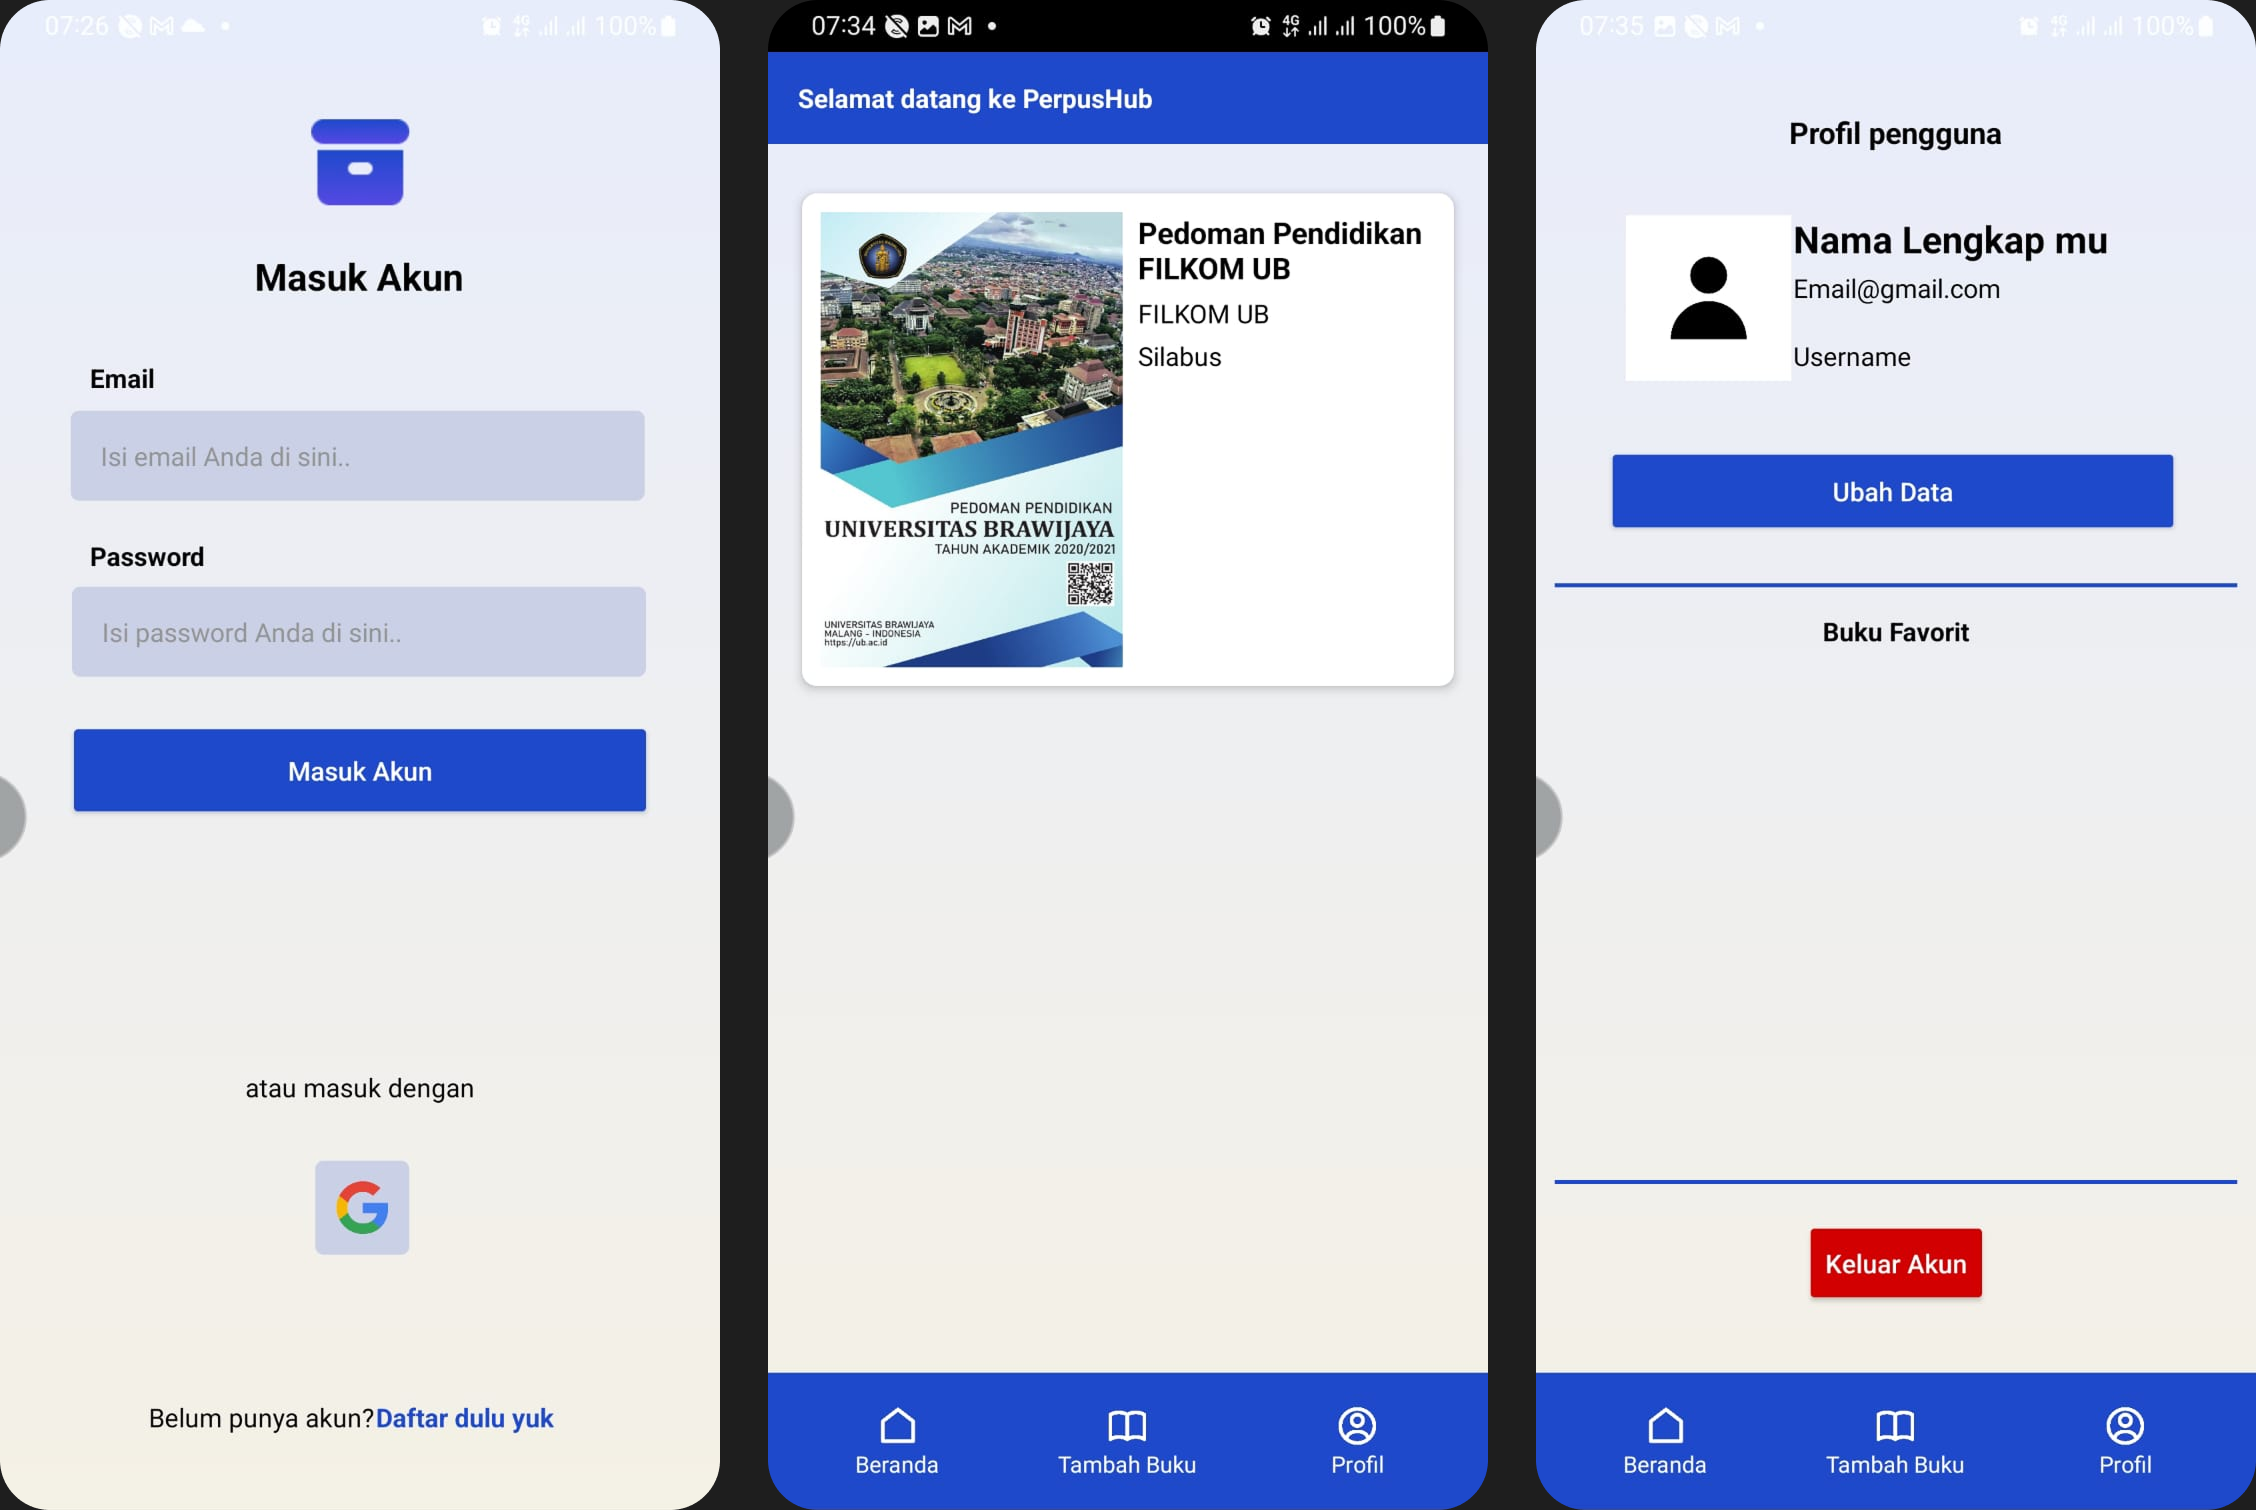 07:26
4G
100%
Masuk Akun
Email
Isi email Anda di sini..
Password
Isi password Anda di sini..
Masuk Akun
atau masuk dengan
Belum punya akun?Daftar dulu yuk
07:34
4G
100%
Selamat datang ke PerpusHub
Pedoman Pendidikan
FILKOM UB
FILKOM UB
Silabus
PEDOMAN PENDIDIKAN
UNIVERSITAS BRAWIJAYA
TAHUN AKADEMIK 2020/2021
UNIVERSITAS BRAWIJAYA
MALANG - INDONESIA
https://ub.ac.id
Beranda
Tambah Buku
Profil
07:35
4G
100%
Profil pengguna
Nama Lengkap mu
Email@gmail.com
Username
Ubah Data
Buku Favorit
Keluar Akun
Beranda
Tambah Buku
Profil